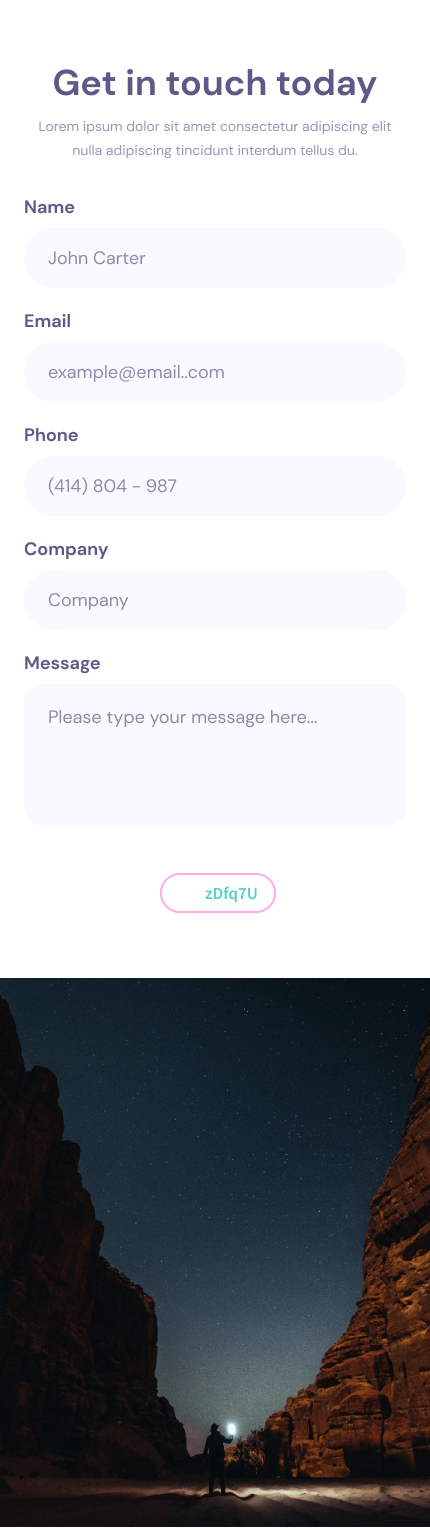 Get in touch today
Lorem ipsum dolor sit amet consectetur adipiscing elit
nulla adipiscing tincidunt interdum tellus du.
Name
John Carter
Email
example@email..com
Phone
(414) 804 - 987
Company
Company
Message
Please type your message here...
zDfq7U